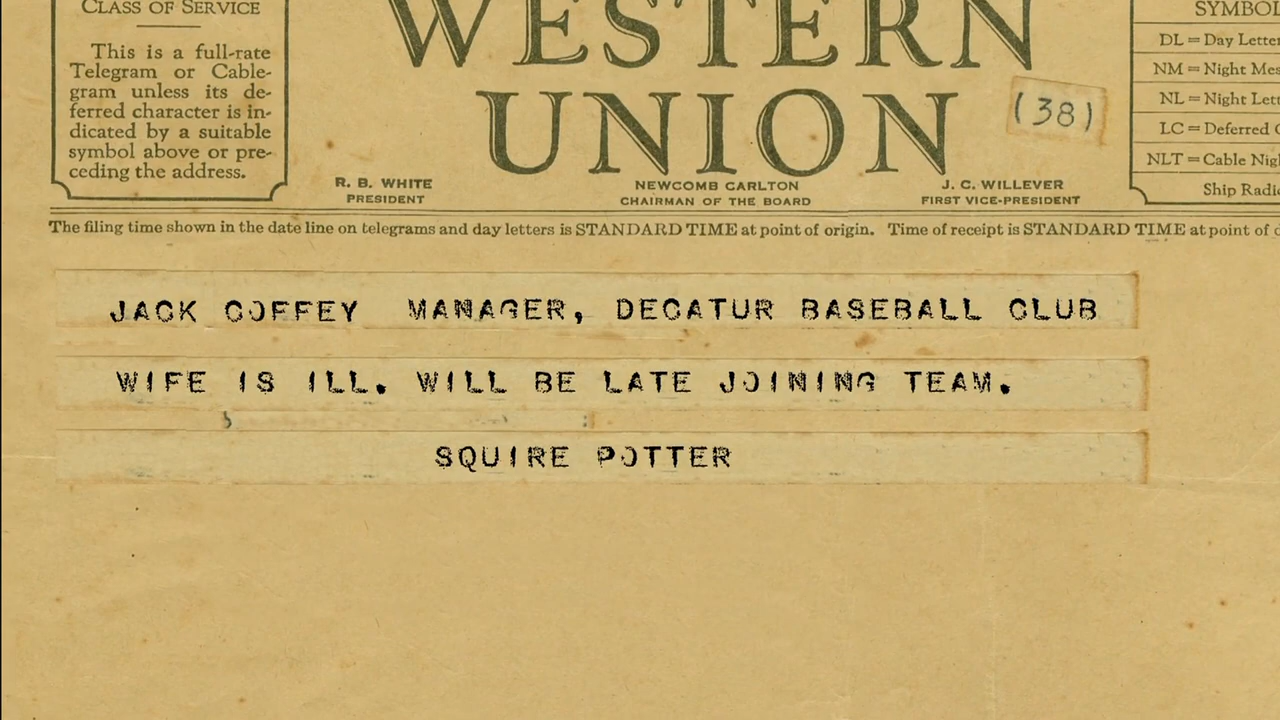 CLASS OF SERVICE
This is a full-rate
Telegram or Cable-
gram unless its de-
ferred character is in-
dicated by a suitable
symbol above or pre-
ceding the address.
WESTERN
UNION
(38)
R. B. WHITE
PRESIDENT
NEWCOMB CARLTON
CHAIRMAN OF THE BOARD
J. C. WILLEVER
FIRST VICE-PRESIDENT
SYMBOL
DL = Day Letter
NM = Night Mes
NL = Night Lett
LC = Deferred C
NLT = Cable Nigh
Ship Radio
The filing time shown in the date line on telegrams and day letters is STANDARD TIME at point of origin. Time of receipt is STANDARD TIME at point of d
JACK COFFEY MANAGER, DECATUR BASEBALL CLUB
WIFE IS ILL. WILL BE LATE JOINING TEAM.
SQUIRE POTTER